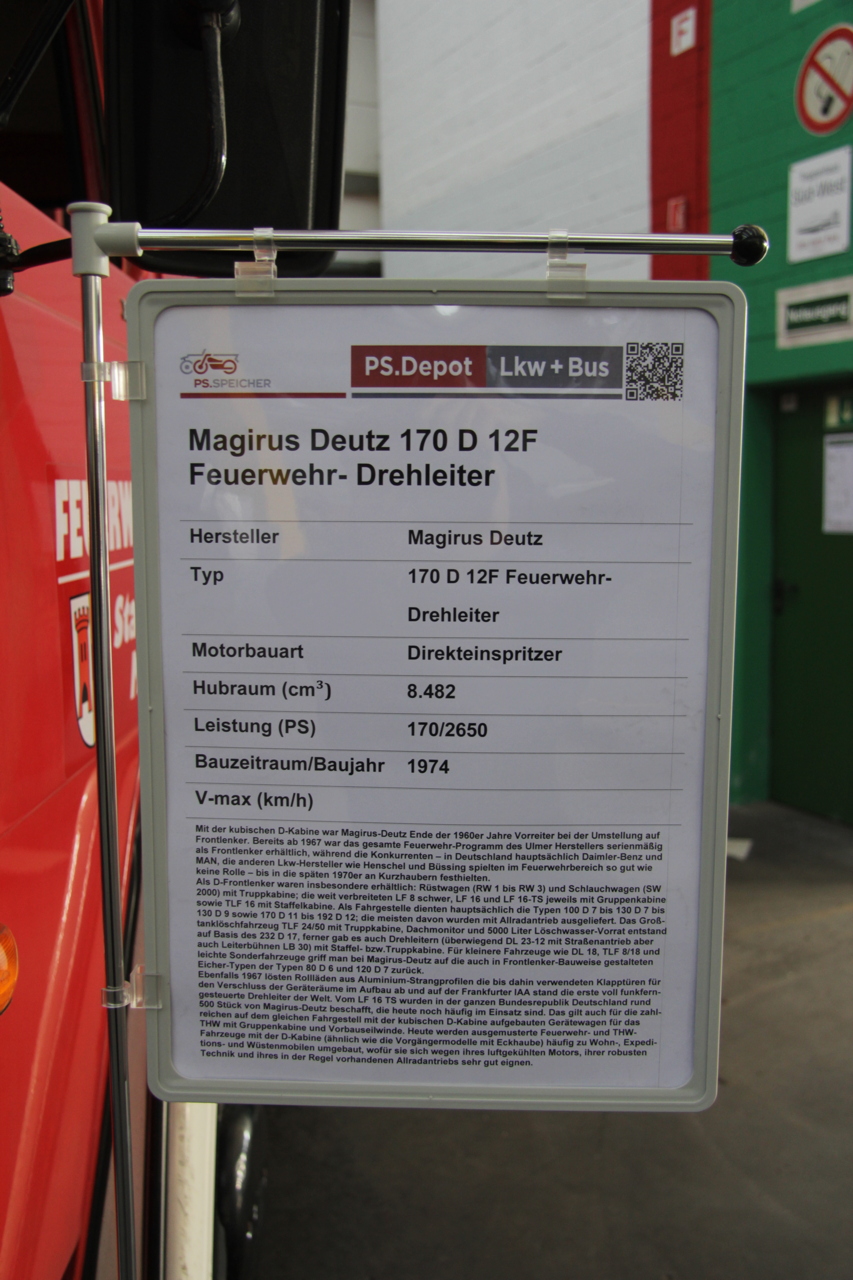 F
Notausgang
PS.SPEICHER
PS.Depot Lkw + Bus
Magirus Deutz 170 D 12F
Feuerwehr- Drehleiter
Hersteller Magirus Deutz
Typ 170 D 12F Feuerwehr-
Drehleiter
Motorbauart Direkteinspritzer
Hubraum (cm³) 8.482
Leistung (PS) 170/2650
Bauzeitraum/Baujahr 1974
V-max (km/h)
Mit der kubischen D-Kabine war Magirus-Deutz Ende der 1960er Jahre Vorreiter bei der Umstellung auf
Frontlenker. Bereits ab 1967 war das gesamte Feuerwehr-Programm des Ulmer Herstellers serienmäßig
als Frontlenker erhältlich, während die Konkurrenten – in Deutschland hauptsächlich Daimler-Benz und
MAN, die anderen Lkw-Hersteller wie Henschel und Büssing spielten im Feuerwehrbereich so gut wie
keine Rolle – bis in die späten 1970er an Kurzhaubern festhielten.
Als D-Frontlenker waren insbesondere erhältlich: Rüstwagen (RW 1 bis RW 3) und Schlauchwagen (SW
2000) mit Truppkabine; die weit verbreiteten LF 8 schwer, LF 16 und LF 16-TS jeweils mit Gruppenkabine
sowie TLF 16 mit Staffelkabine. Als Fahrgestelle dienten hauptsächlich die Typen 100 D 7 bis 130 D 7 bis
130 D 9 sowie 170 D 11 bis 192 D 12; die meisten davon wurden mit Allradantrieb ausgeliefert. Das Groß-
tanklöschfahrzeug TLF 24/50 mit Truppkabine, Dachmonitor und 5000 Liter Löschwasser-Vorrat entstand
auf Basis des 232 D 17, ferner gab es auch Drehleitern (überwiegend DL 23-12 mit Straßenantrieb aber
auch Leiterbühnen LB 30) mit Staffel- bzw.Truppkabine. Für kleinere Fahrzeuge wie DL 18, TLF 8/18 und
leichte Sonderfahrzeuge griff man bei Magirus-Deutz auf die auch in Frontlenker-Bauweise gestalteten
Eicher-Typen der Typen 80 D 6 und 120 D 7 zurück.
Ebenfalls 1967 lösten Rollläden aus Aluminium-Strangprofilen die bis dahin verwendeten Klapptüren für
den Verschluss der Geräteräume im Aufbau ab und auf der Frankfurter IAA stand die erste voll funkfern-
gesteuerte Drehleiter der Welt. Vom LF 16 TS wurden in der ganzen Bundesrepublik Deutschland rund
500 Stück von Magirus-Deutz beschafft, die heute noch häufig im Einsatz sind. Das gilt auch für die zahl-
reichen auf dem gleichen Fahrgestell mit der kubischen D-Kabine aufgebauten Gerätewagen für das
THW mit Gruppenkabine und Vorbauseilwinde. Heute werden ausgemusterte Feuerwehr- und THW-
Fahrzeuge mit der D-Kabine (ähnlich wie die Vorgängermodelle mit Eckhaube) häufig zu Wohn-, Expedi-
tions- und Wüstenmobilen umgebaut, wofür sie sich wegen ihres luftgekühlten Motors, ihrer robusten
Technik und ihres in der Regel vorhandenen Allradantriebs sehr gut eignen.